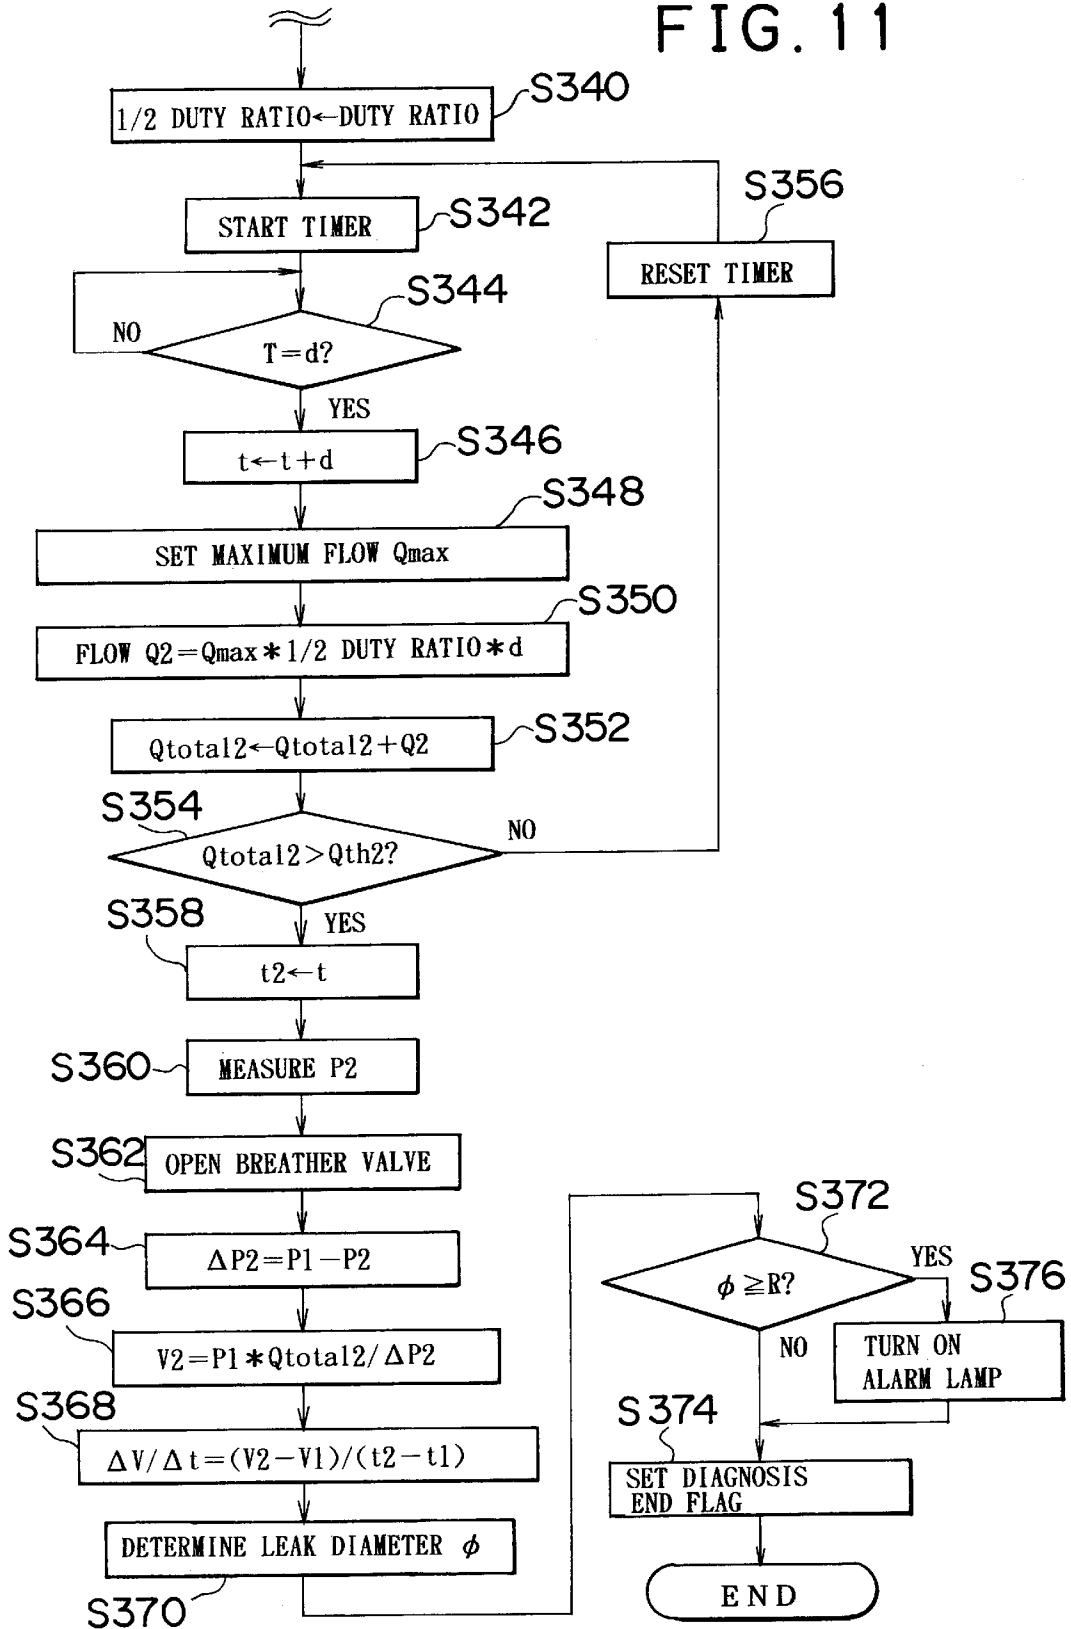 FIG. 11
S340
1/2 DUTY RATIO←DUTY RATIO
S342
START TIMER
S356
RESET TIMER
S344
T=d?
NO
YES
S346
t←t+d
S348
SET MAXIMUM FLOW Qmax
S350
FLOW Q2=Qmax*1/2 DUTY RATIO*d
S352
Qtotal2←Qtotal2+Q2
S354
Qtotal2>Qth2?
NO
YES
S358
t2←t
S360
MEASURE P2
S362
OPEN BREATHER VALVE
S364
ΔP2=P1-P2
S366
V2=P1*Qtotal2/ΔP2
S368
ΔV/Δt=(V2-V1)/(t2-t1)
DETERMINE LEAK DIAMETER ϕ
S370
S372
ϕ≧R?
YES
NO
S376
TURN ON
ALARM LAMP
S374
SET DIAGNOSIS
END FLAG
END